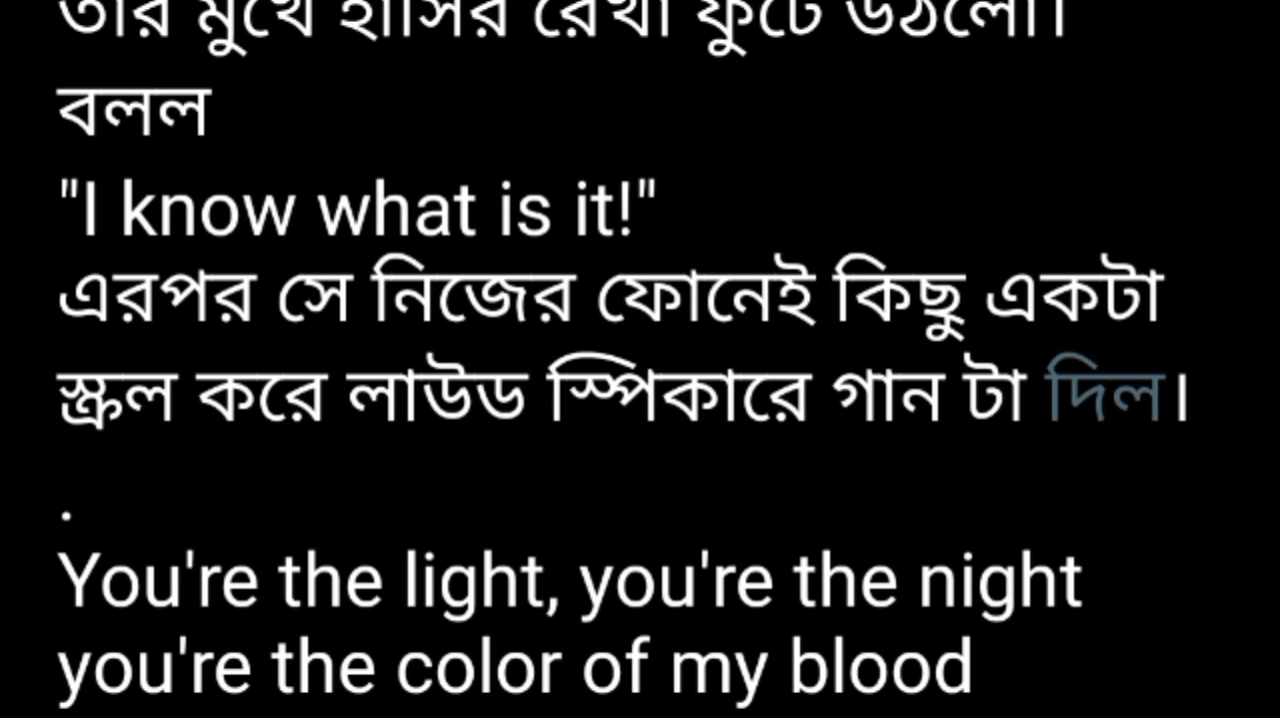 তার মুখে হাসির রেখা ফুটে উঠলো।
বলল
"I know what is it!"
এরপর সে নিজের ফোনেই কিছু একটা
স্ক্রল করে লাউড স্পিকারে গান টা দিল।
.
You're the light, you're the night
you're the color of my blood